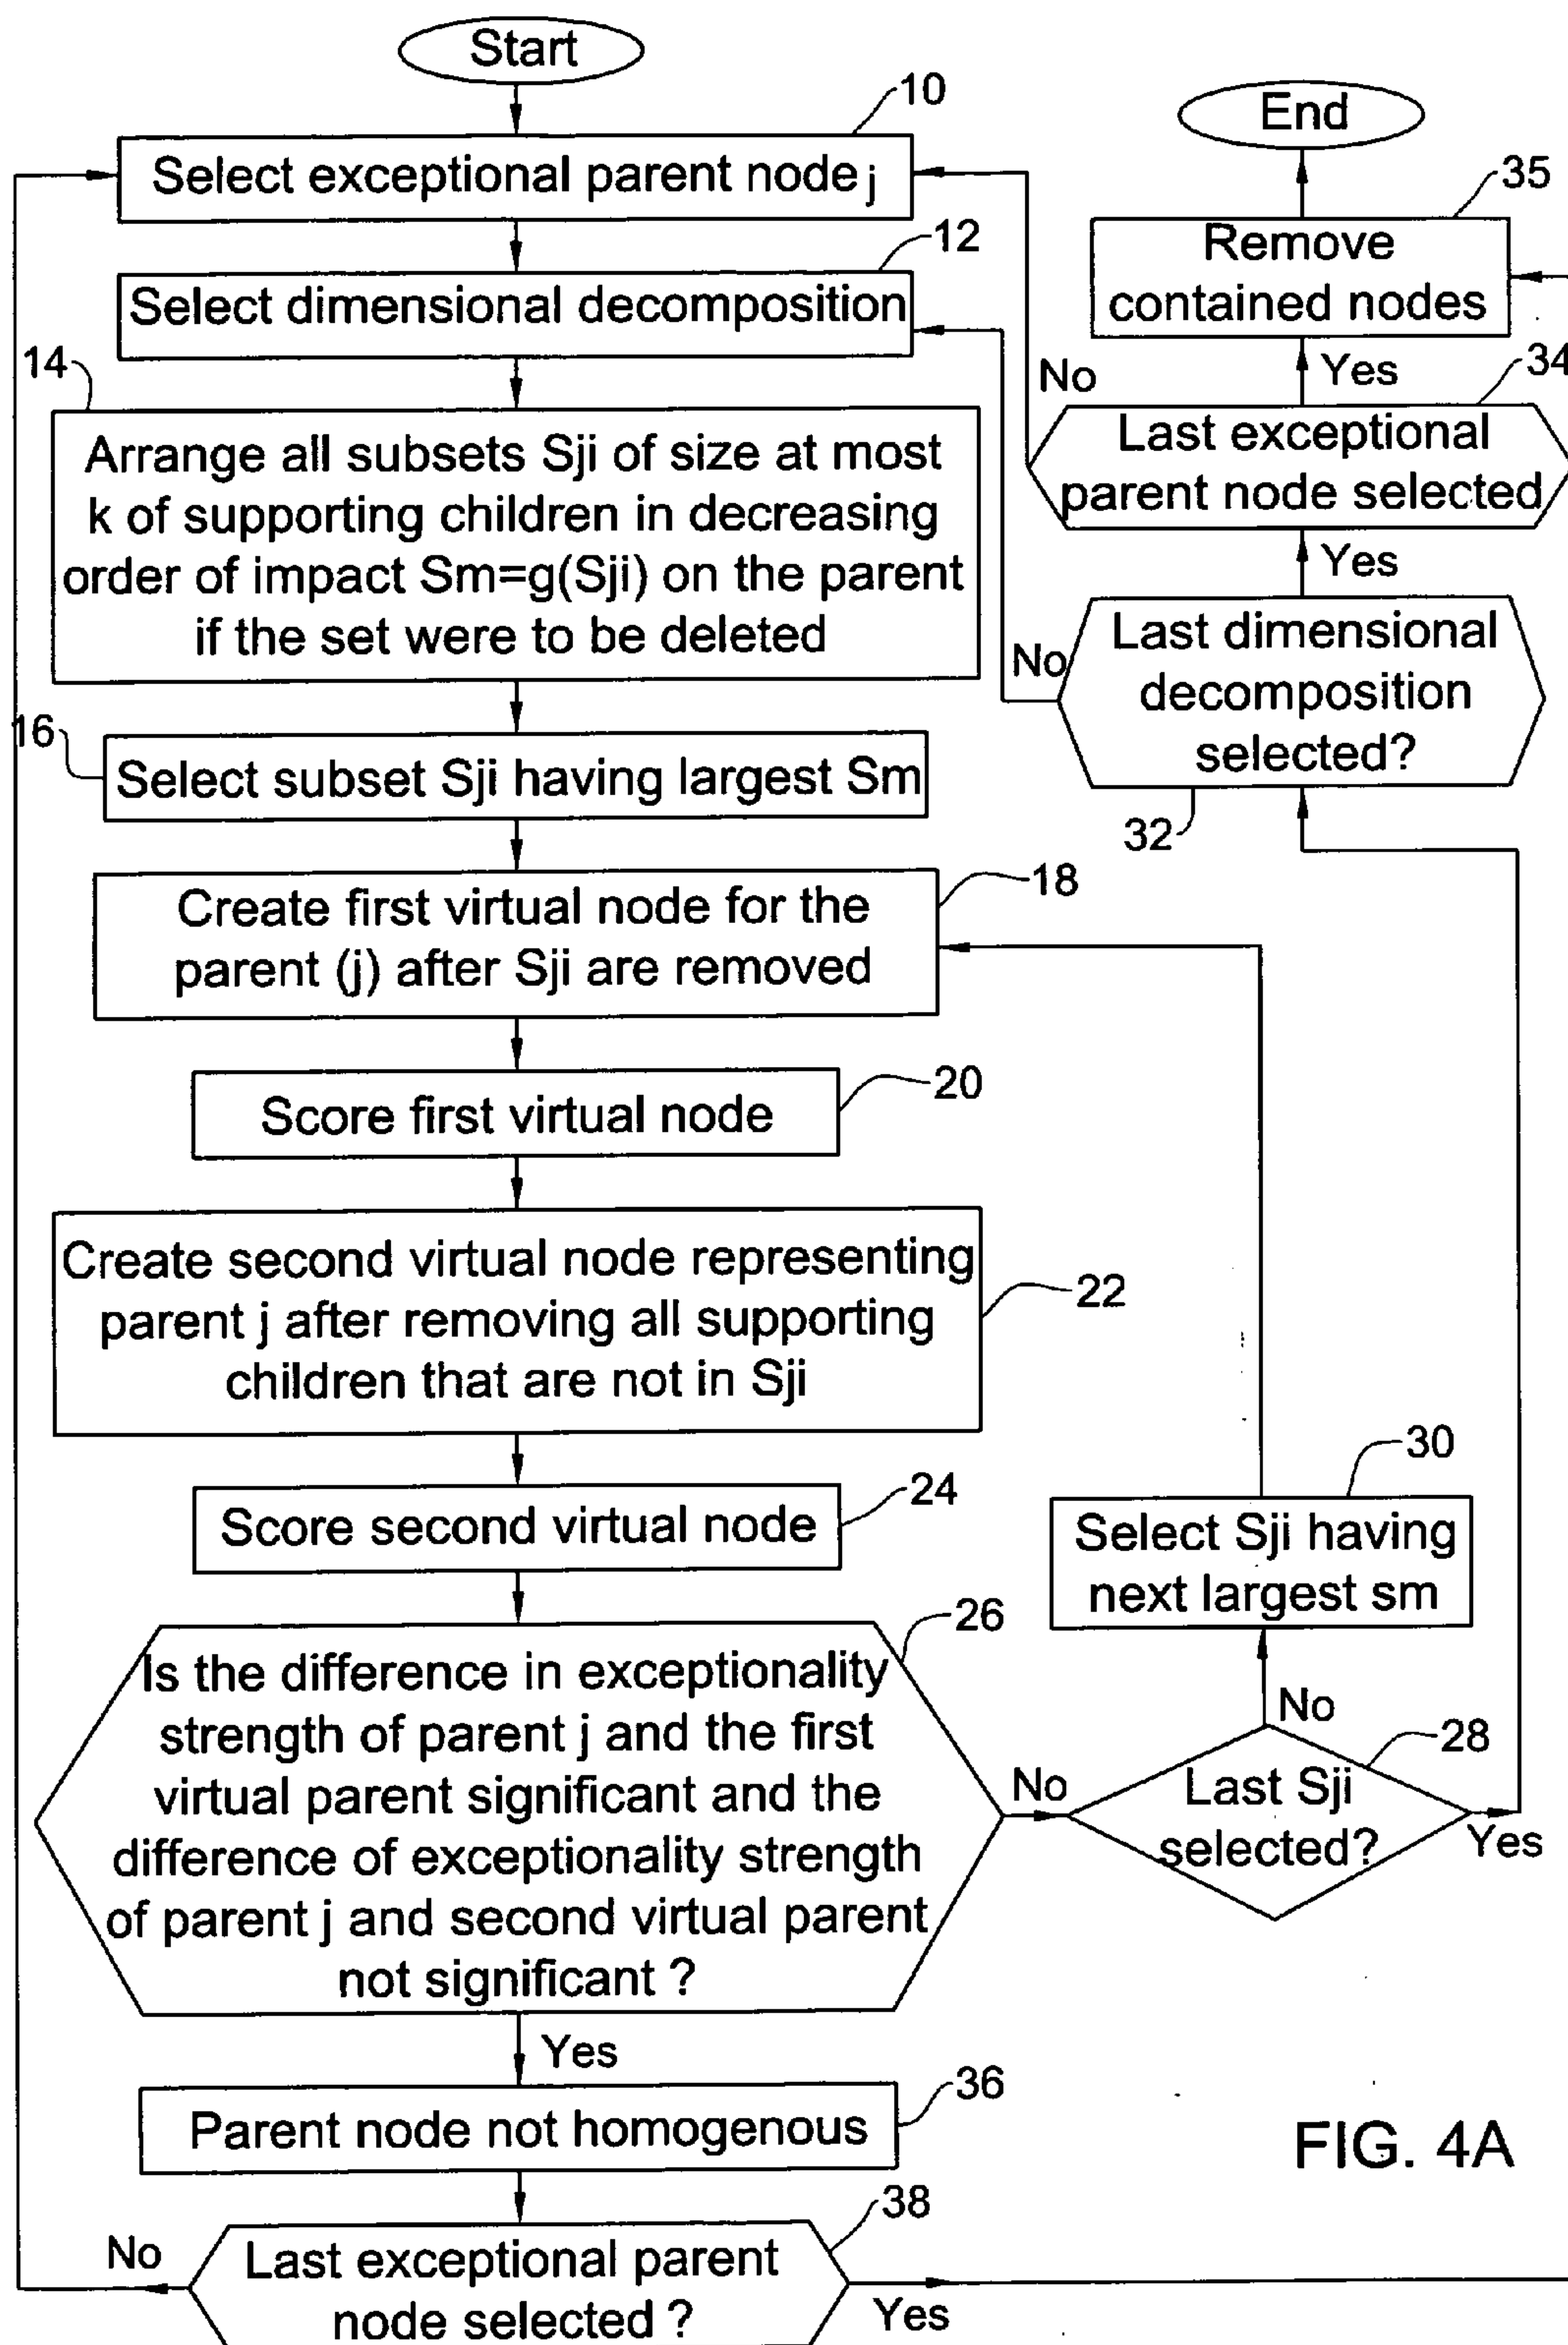 Start
10
Select exceptional parent node j
12
Select dimensional decomposition
14
Arrange all subsets Sji of size at most
k of supporting children in decreasing
order of impact Sm=g(Sji) on the parent
if the set were to be deleted
16
Select subset Sji having largest Sm
18
Create first virtual node for the
parent (j) after Sji are removed
20
Score first virtual node
22
Create second virtual node representing
parent j after removing all supporting
children that are not in Sji
24
Score second virtual node
26
Is the difference in exceptionality
strength of parent j and the first
virtual parent significant and the
difference of exceptionality strength
of parent j and second virtual parent
not significant ?
No
Yes
36
Parent node not homogenous
38
Last exceptional parent
node selected ?
No
Yes
28
Last Sji
selected?
No
Yes
30
Select Sji having
next largest sm
32
Last dimensional
decomposition
selected?
No
Yes
34
Last exceptional
parent node selected
No
Yes
35
Remove
contained nodes
End
FIG. 4A